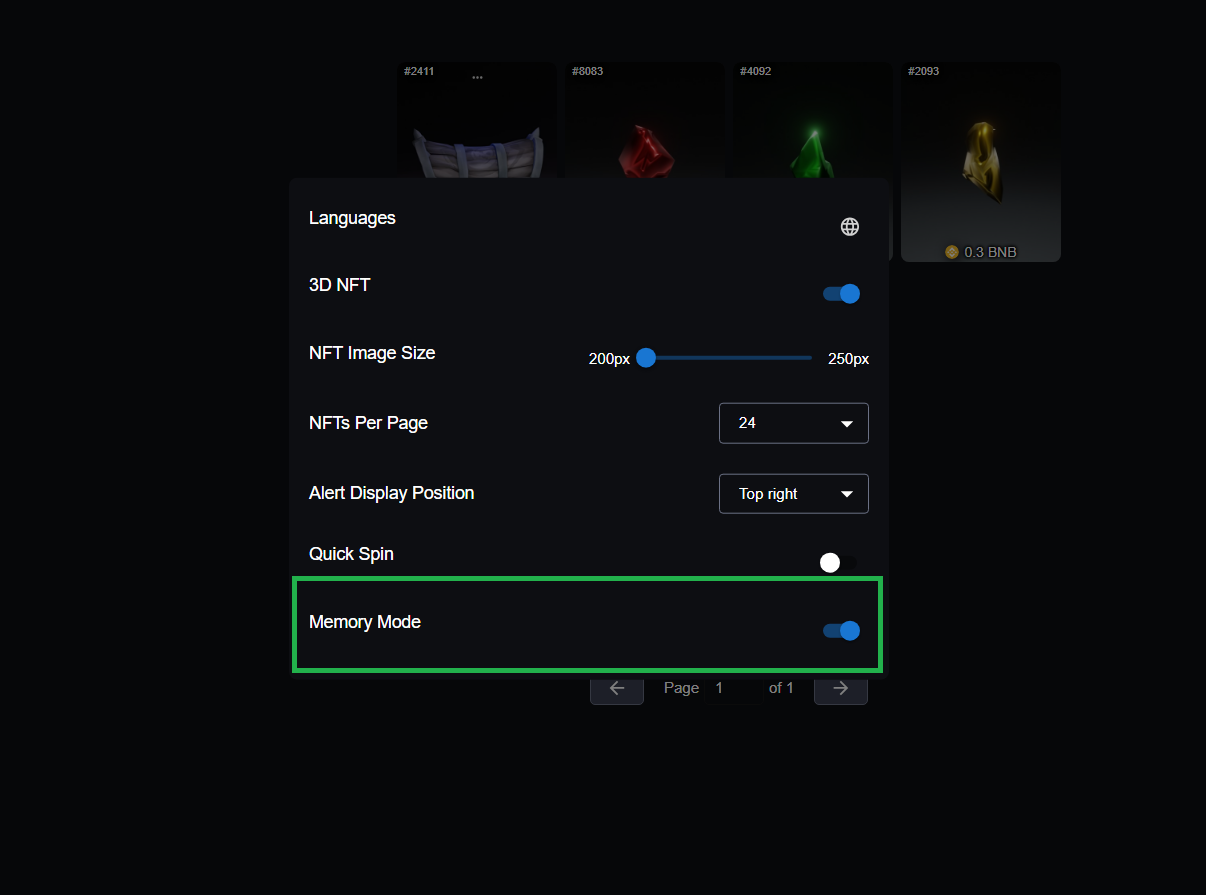 #2411 ... #8083 #4092 #2093
0.3 BNB
Languages
3D NFT
NFT Image Size 200px 250px
NFTs Per Page 24
Alert Display Position Top right
Quick Spin
Memory Mode
Page 1 of 1